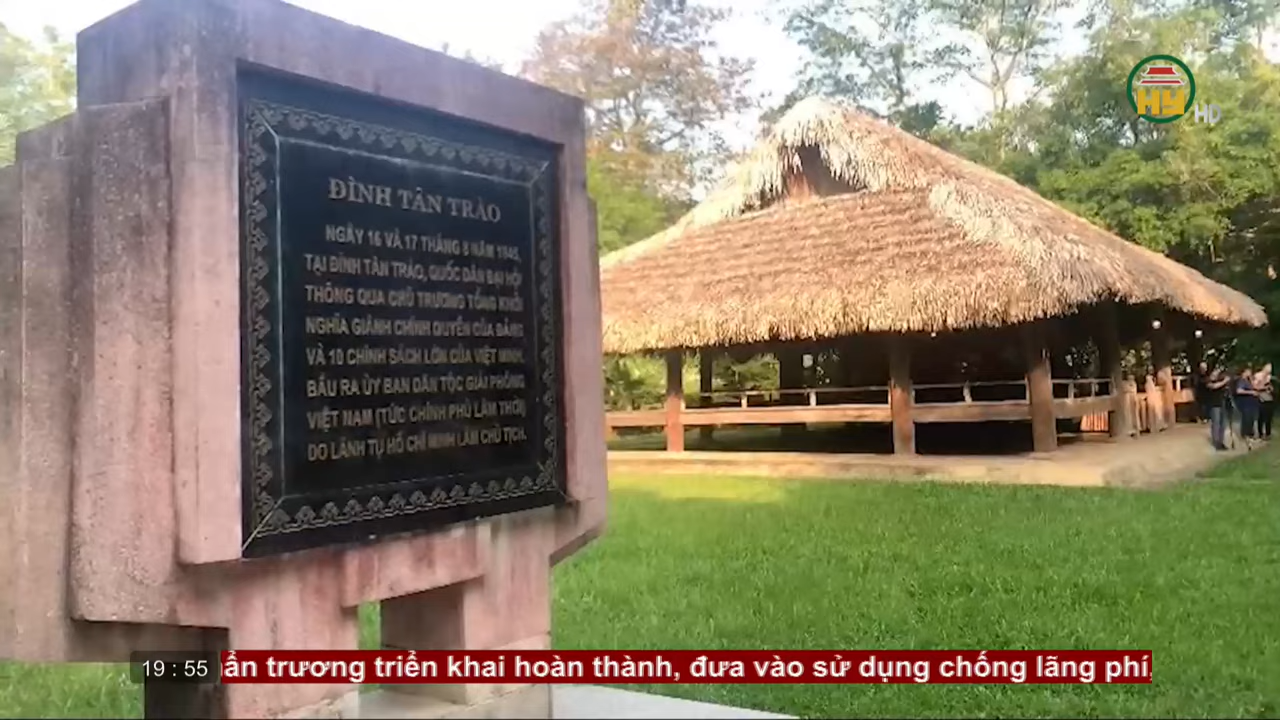 HY HD
ĐÌNH TÂN TRÀO
NGÀY 16 VÀ 17 THÁNG 8 NĂM 1945,
TẠI ĐÌNH TÂN TRÀO, QUỐC DÂN ĐẠI HỘI
THÔNG QUA CHỦ TRƯƠNG TỔNG KHỞI
NGHĨA GIÀNH CHÍNH QUYỀN CỦA ĐẢNG
VÀ 10 CHÍNH SÁCH LỚN CỦA VIỆT MINH,
BẦU RA ỦY BAN DÂN TỘC GIẢI PHÓNG
VIỆT NAM (TỨC CHÍNH PHỦ LÂM THỜI)
DO LÃNH TỤ HỒ CHÍ MINH LÀM CHỦ TỊCH.
19 : 55 ẩn trương triển khai hoàn thành, đưa vào sử dụng chống lãng phí,